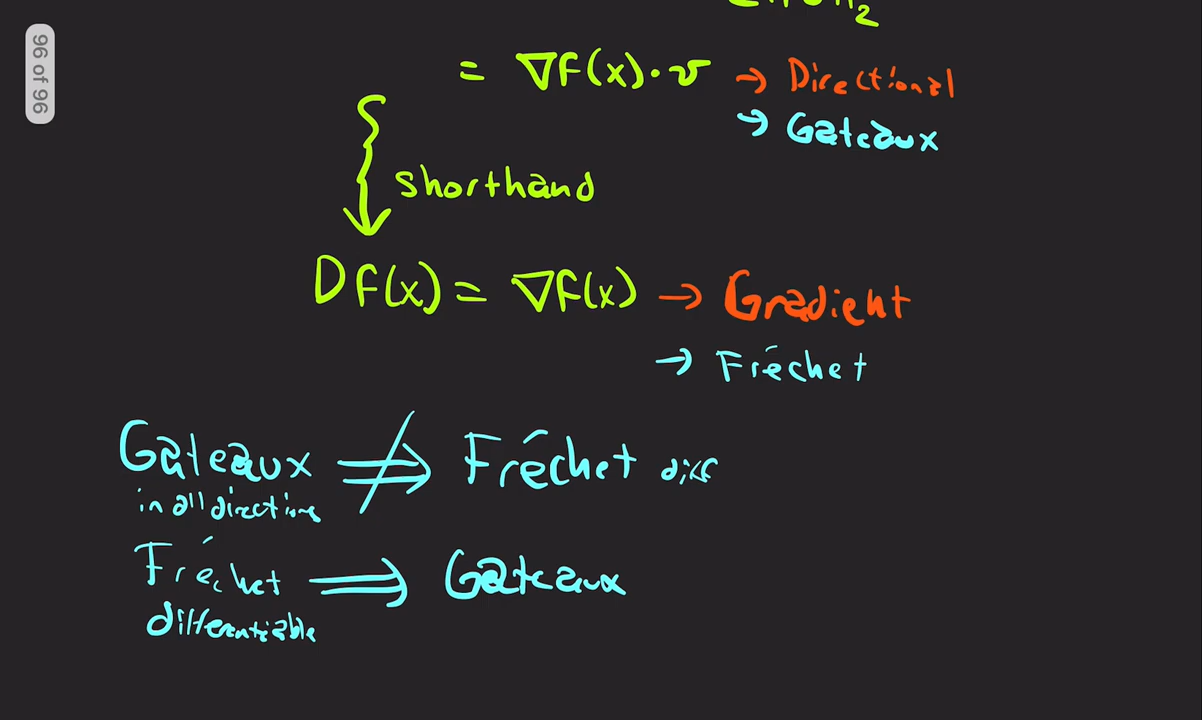 96 of 96
= ∇f(x)·v → Directional
→ Gateaux
shorthand
Df(x) = ∇f(x) → Gradient
→ Fréchet
Gateaux ⇏ Fréchet diff
in all directions
Fréchet ⟹ Gateaux
differentiable